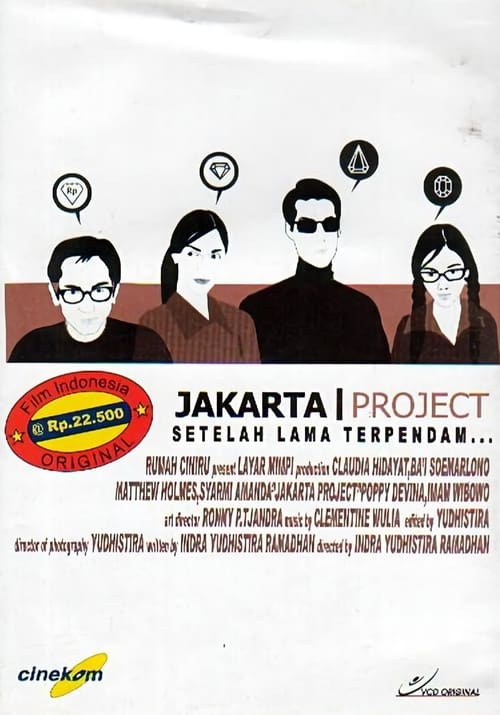 Rp
Film Indonesia
@ Rp.22.500
ORIGINAL
JAKARTA | PROJECT
SETELAH LAMA TERPENDAM...
RUMAH CINIRU present LAYAR MIMPI production CLAUDIA HIDAYAT, BA'I SOEMARLONO
MATTHEW HOLMES, SYARMI AMANDA "JAKARTA PROJECT" POPPY DEVINA, IMAM WIBOWO
art director RONNY P. TJANDRA music by CLEMENTINE WULIA edited by YUDHISTIRA
director of photography YUDHISTIRA written by INDRA YUDHISTIRA RAMADHAN directed by INDRA YUDHISTIRA RAMADHAN
cinekom
VCD ORIGINAL